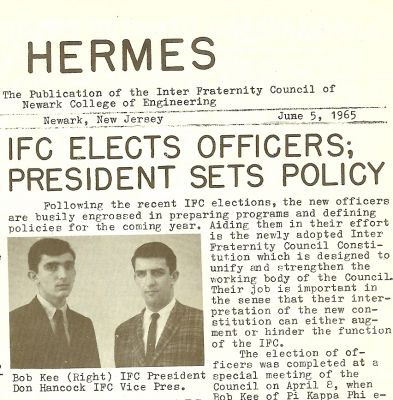 HERMES
The Publication of the Inter Fraternity Council of
Newark College of Engineering
Newark, New Jersey June 5, 1965
IFC ELECTS OFFICERS;
PRESIDENT SETS POLICY
Following the recent IFC elections, the new officers
are busily engrossed in preparing programs and defining
policies for the coming year. Aiding them in their effort
is the newly adopted Inter
Fraternity Council Consti-
tution which is designed to
unify and strengthen the
working body of the Council.
Their job is important in
the sense that their inter-
pretation of the new con-
stitution can either aug-
ment or hinder the function
of the IFC.
The election of of-
ficers was completed at a
special meeting of the
Council on April 8, when
Bob Kee of Pi Kappa Phi e-
Bob Kee (Right) IFC President
Don Hancock IFC Vice Pres.